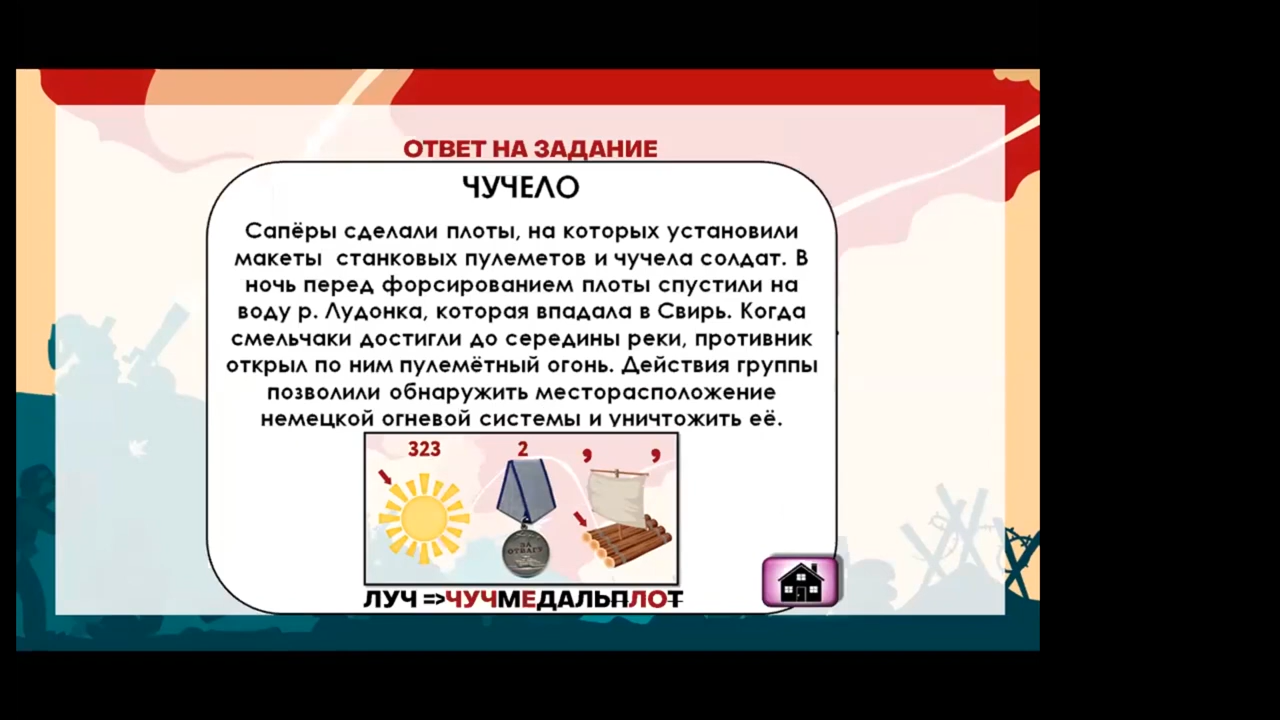 ОТВЕТ НА ЗАДАНИЕ
ЧУЧЕЛО
Сапёры сделали плоты, на которых установили
макеты станковых пулеметов и чучела солдат. В
ночь перед форсированием плоты спустили на
воду р. Лудонка, которая впадала в Свирь. Когда
смельчаки достигли до середины реки, противник
открыл по ним пулемётный огонь. Действия группы
позволили обнаружить месторасположение
немецкой огневой системы и уничтожить её.
323 2 , ,
ЗА
ОТВАГУ
ЛУЧ =>ЧУЧМЕДАЛЬПЛОТ